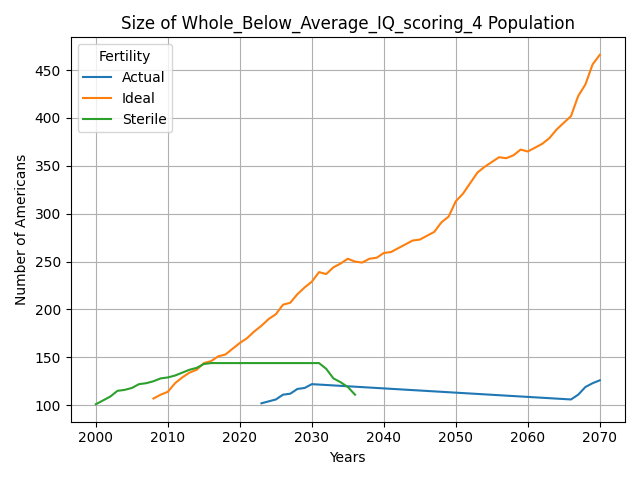 Size of Whole_Below_Average_IQ_scoring_4 Population
Fertility
Actual
Ideal
Sterile
Number of Americans
450
400
350
300
250
200
150
100
2000 2010 2020 2030 2040 2050 2060 2070
Years